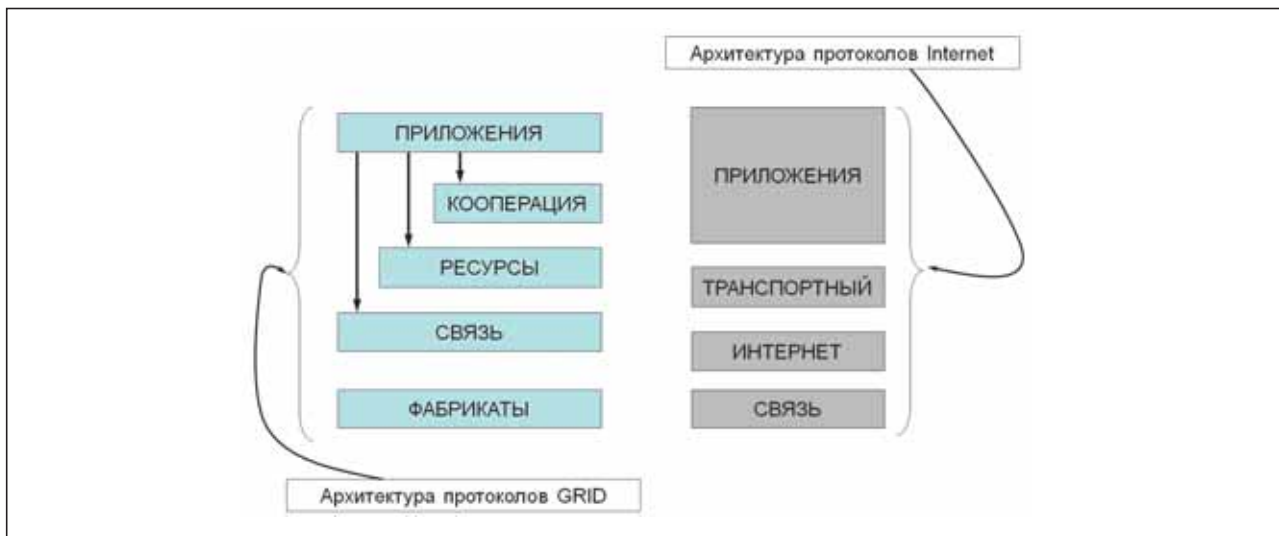 Архитектура протоколов Internet
ПРИЛОЖЕНИЯ
КООПЕРАЦИЯ
РЕСУРСЫ
СВЯЗЬ
ФАБРИКАТЫ
ПРИЛОЖЕНИЯ
ТРАНСПОРТНЫЙ
ИНТЕРНЕТ
СВЯЗЬ
Архитектура протоколов GRID